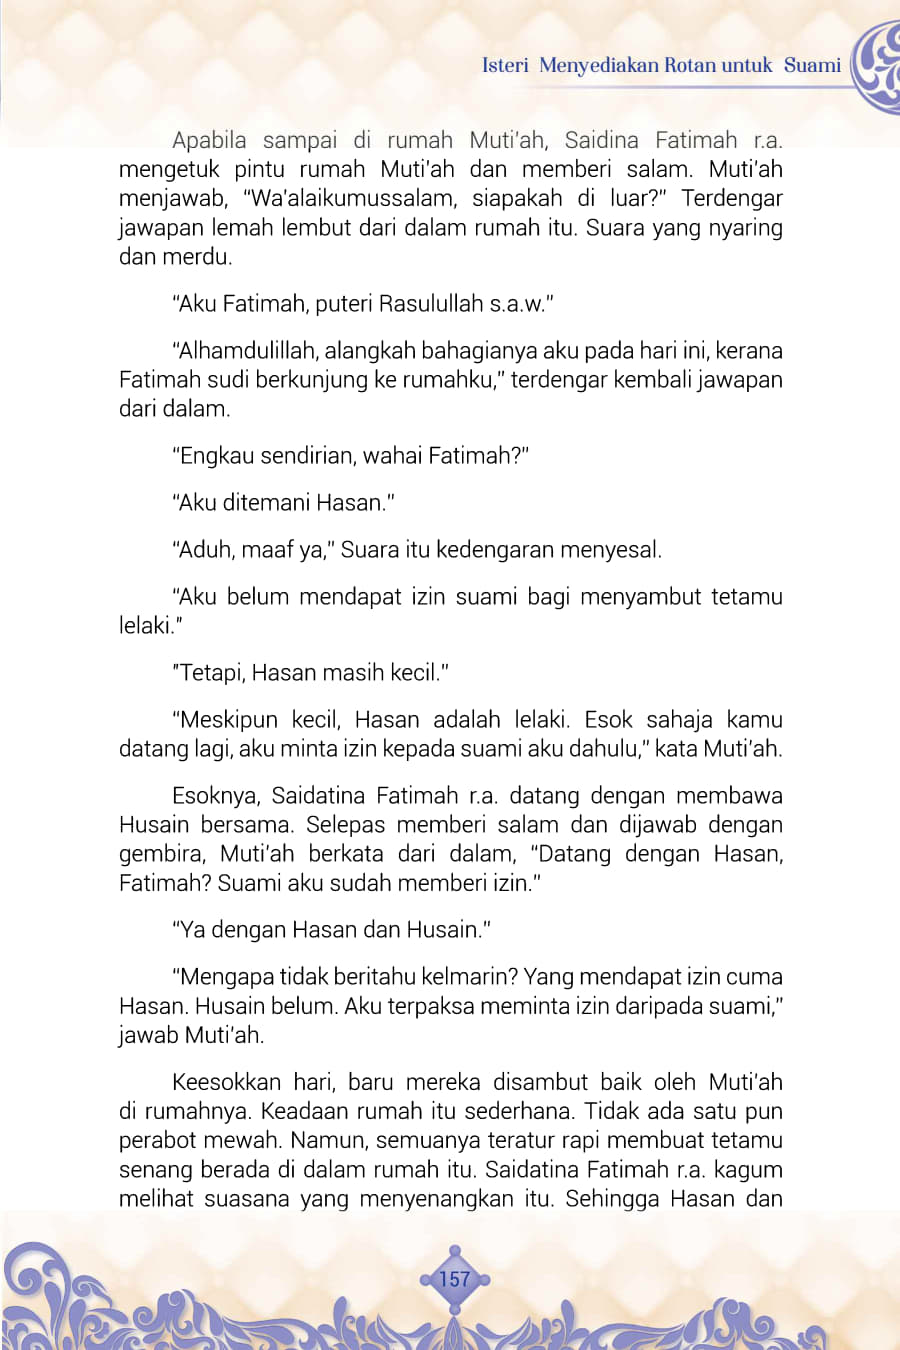 Isteri Menyediakan Rotan untuk Suami
Apabila sampai di rumah Muti'ah, Saidina Fatimah r.a.
mengetuk pintu rumah Muti'ah dan memberi salam. Muti'ah
menjawab, “Wa'alaikumussalam, siapakah di luar?” Terdengar
jawapan lemah lembut dari dalam rumah itu. Suara yang nyaring
dan merdu.
“Aku Fatimah, puteri Rasulullah s.a.w.”
“Alhamdulillah, alangkah bahagianya aku pada hari ini, kerana
Fatimah sudi berkunjung ke rumahku,” terdengar kembali jawapan
dari dalam.
“Engkau sendirian, wahai Fatimah?”
“Aku ditemani Hasan.”
“Aduh, maaf ya,” Suara itu kedengaran menyesal.
“Aku belum mendapat izin suami bagi menyambut tetamu
lelaki."
"Tetapi, Hasan masih kecil.”
“Meskipun kecil, Hasan adalah lelaki. Esok sahaja kamu
datang lagi, aku minta izin kepada suami aku dahulu,” kata Muti'ah.
Esoknya, Saidatina Fatimah r.a. datang dengan membawa
Husain bersama. Selepas memberi salam dan dijawab dengan
gembira, Muti'ah berkata dari dalam, “Datang dengan Hasan,
Fatimah? Suami aku sudah memberi izin.”
“Ya dengan Hasan dan Husain.”
“Mengapa tidak beritahu kelmarin? Yang mendapat izin cuma
Hasan. Husain belum. Aku terpaksa meminta izin daripada suami,”
jawab Muti'ah.
Keesokkan hari, baru mereka disambut baik oleh Muti'ah
di rumahnya. Keadaan rumah itu sederhana. Tidak ada satu pun
perabot mewah. Namun, semuanya teratur rapi membuat tetamu
senang berada di dalam rumah itu. Saidatina Fatimah r.a. kagum
melihat suasana yang menyenangkan itu. Sehingga Hasan dan
157